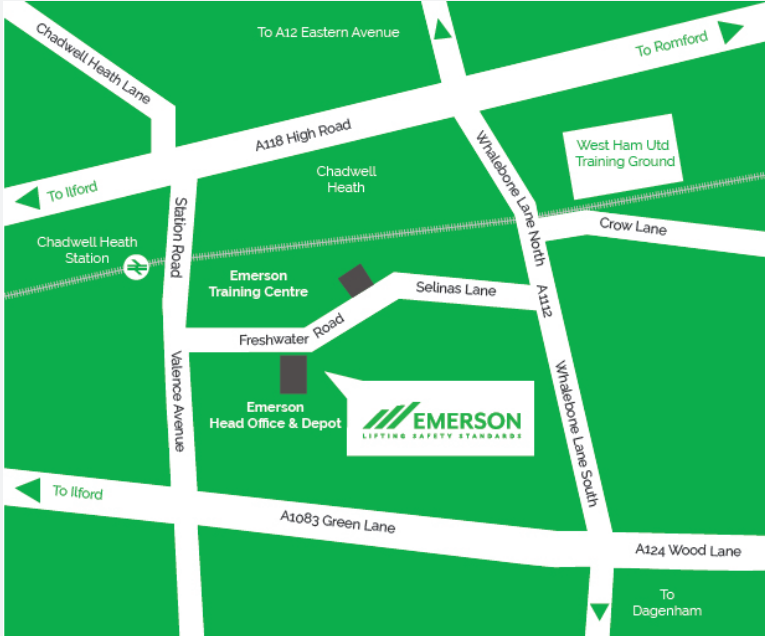 To A12 Eastern Avenue
To Romford
Chadwell Heath Lane
A118 High Road
West Ham Utd
Training Ground
Whalebone Lane North
Chadwell
Heath
To Ilford
Station Road
Crow Lane
Chadwell Heath
Station
Emerson
Training Centre
Selinas Lane
A1112
Freshwater Road
Valence Avenue
Whalebone Lane South
Emerson
Head Office & Depot
EMERSON
LIFTING SAFETY STANDARDS
To Ilford
A1083 Green Lane
A124 Wood Lane
To
Dagenham